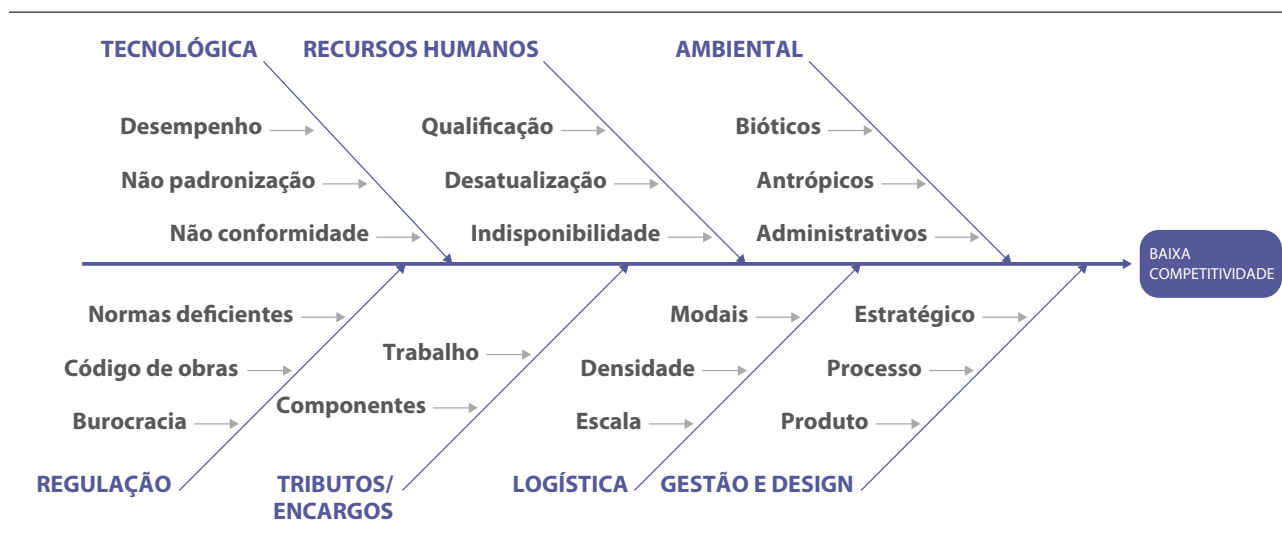 TECNOLÓGICA
Desempenho
Não padronização
Não conformidade
RECURSOS HUMANOS
Qualificação
Desatualização
Indisponibilidade
AMBIENTAL
Bióticos
Antrópicos
Administrativos
BAIXA
COMPETITIVIDADE
Normas deficientes
Código de obras
Burocracia
REGULAÇÃO
Trabalho
Componentes
TRIBUTOS/
ENCARGOS
Modais
Densidade
Escala
LOGÍSTICA
Estratégico
Processo
Produto
GESTÃO E DESIGN